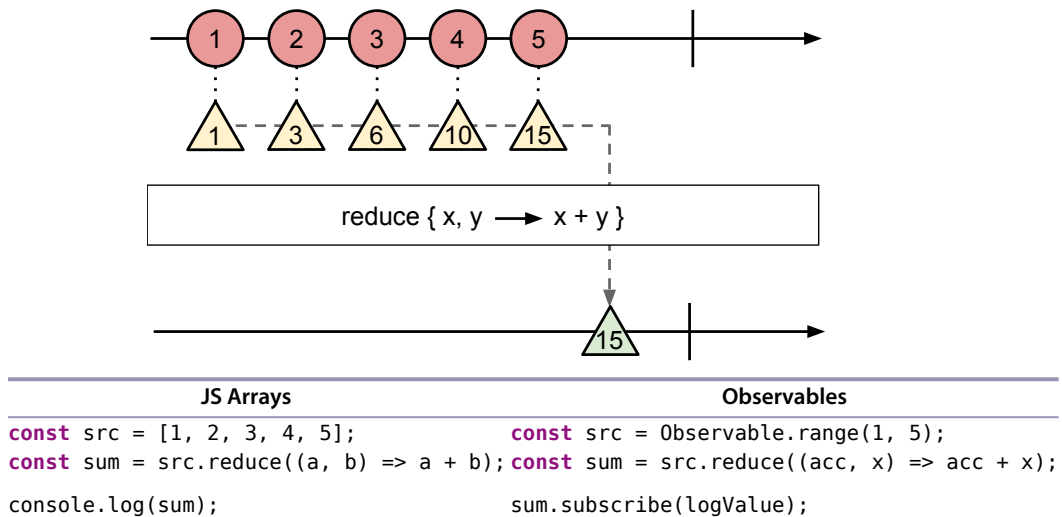 1 2 3 4 5
1 3 6 10 15
reduce { x, y → x + y }
15
JS Arrays Observables
const src = [1, 2, 3, 4, 5]; const src = Observable.range(1, 5);
const sum = src.reduce((a, b) => a + b); const sum = src.reduce((acc, x) => acc + x);
console.log(sum); sum.subscribe(logValue);